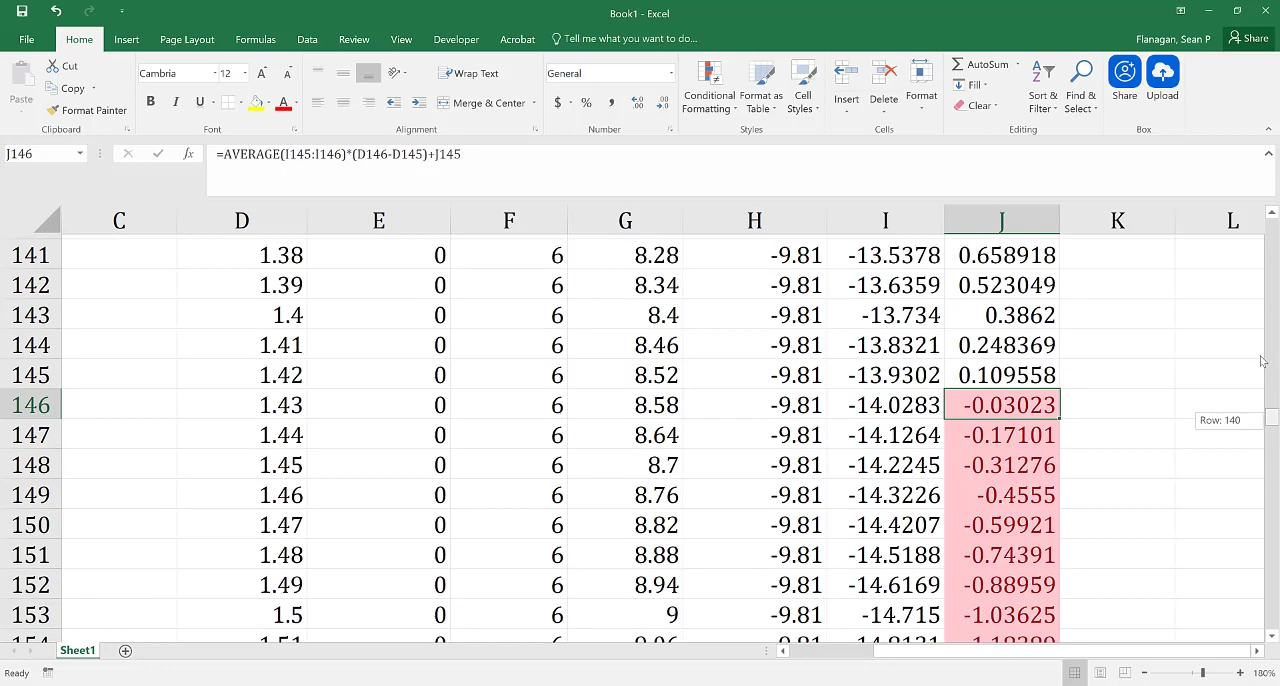 Book1 - Excel
File Home Insert Page Layout Formulas Data Review View Developer Acrobat Tell me what you want to do... Flanagan, Sean P Share
Paste Cut Copy Format Painter Clipboard
Cambria 12 B I U A Font
Wrap Text Merge & Center Alignment
General $ % , Number
Conditional Formatting Format as Table Cell Styles Styles
Insert Delete Format Cells
AutoSum Fill Clear Sort & Filter Find & Select Editing
Share Upload Box
J146 fx =AVERAGE(I145:I146)*(D146-D145)+J145
C D E F G H I J K L
141 1.38 0 6 8.28 -9.81 -13.5378 0.658918
142 1.39 0 6 8.34 -9.81 -13.6359 0.523049
143 1.4 0 6 8.4 -9.81 -13.734 0.3862
144 1.41 0 6 8.46 -9.81 -13.8321 0.248369
145 1.42 0 6 8.52 -9.81 -13.9302 0.109558
146 1.43 0 6 8.58 -9.81 -14.0283 -0.03023
Row: 140
147 1.44 0 6 8.64 -9.81 -14.1264 -0.17101
148 1.45 0 6 8.7 -9.81 -14.2245 -0.31276
149 1.46 0 6 8.76 -9.81 -14.3226 -0.4555
150 1.47 0 6 8.82 -9.81 -14.4207 -0.59921
151 1.48 0 6 8.88 -9.81 -14.5188 -0.74391
152 1.49 0 6 8.94 -9.81 -14.6169 -0.88959
153 1.5 0 6 9 -9.81 -14.715 -1.03625
Sheet1
Ready 180%